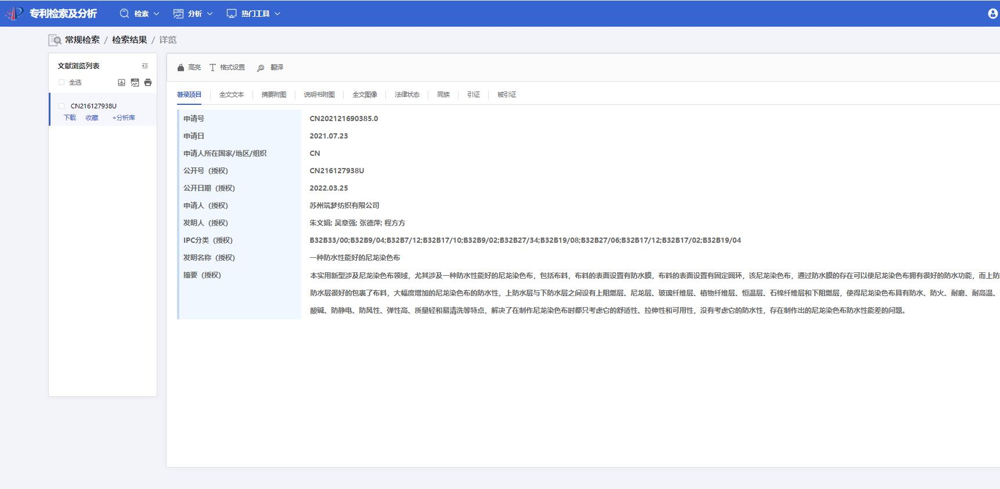 专利检索及分析 检索 分析 热门工具
常规检索 / 检索结果 / 详览
文献浏览列表
全选
CN216127938U
下载 收藏 +分析库
高亮 格式设置 翻译
著录项目 全文文本 摘要附图 说明书附图 全文图像 法律状态 同族 引证 被引证
申请号 CN202121690385.0
申请日 2021.07.23
申请人所在国家/地区/组织 CN
公开号（授权） CN216127938U
公开日期（授权） 2022.03.25
申请人（授权） 苏州筑梦纺织有限公司
发明人（授权） 朱文娟; 吴章强; 张德萍; 程方方
IPC分类（授权） B32B33/00;B32B9/04;B32B7/12;B32B17/10;B32B9/02;B32B27/34;B32B19/08;B32B27/06;B32B17/12;B32B17/02;B32B19/04
发明名称（授权） 一种防水性能好的尼龙染色布
摘要（授权） 本实用新型涉及尼龙染色布领域，尤其涉及一种防水性能好的尼龙染色布，包括布料，布料的表面设置有防水膜，布料的表面设置有固定圆环，该尼龙染色布，通过防水膜的存在可以使尼龙染色布拥有很好的防水功能，而上防
防水层很好的包裹了布料，大幅度增加的尼龙染色布的防水性，上防水层与下防水层之间设有上阻燃层、尼龙层、玻璃纤维层、植物纤维层、恒温层、石棉纤维层和下阻燃层，使得尼龙染色布具有防水、防火、耐磨、耐高温、
酸碱、防静电、防风性、弹性高、质量轻和易清洗等特点，解决了在制作尼龙染色布时都只考虑它的舒适性、拉伸性和可用性，没有考虑它的防水性，存在制作出的尼龙染色布防水性能差的问题。